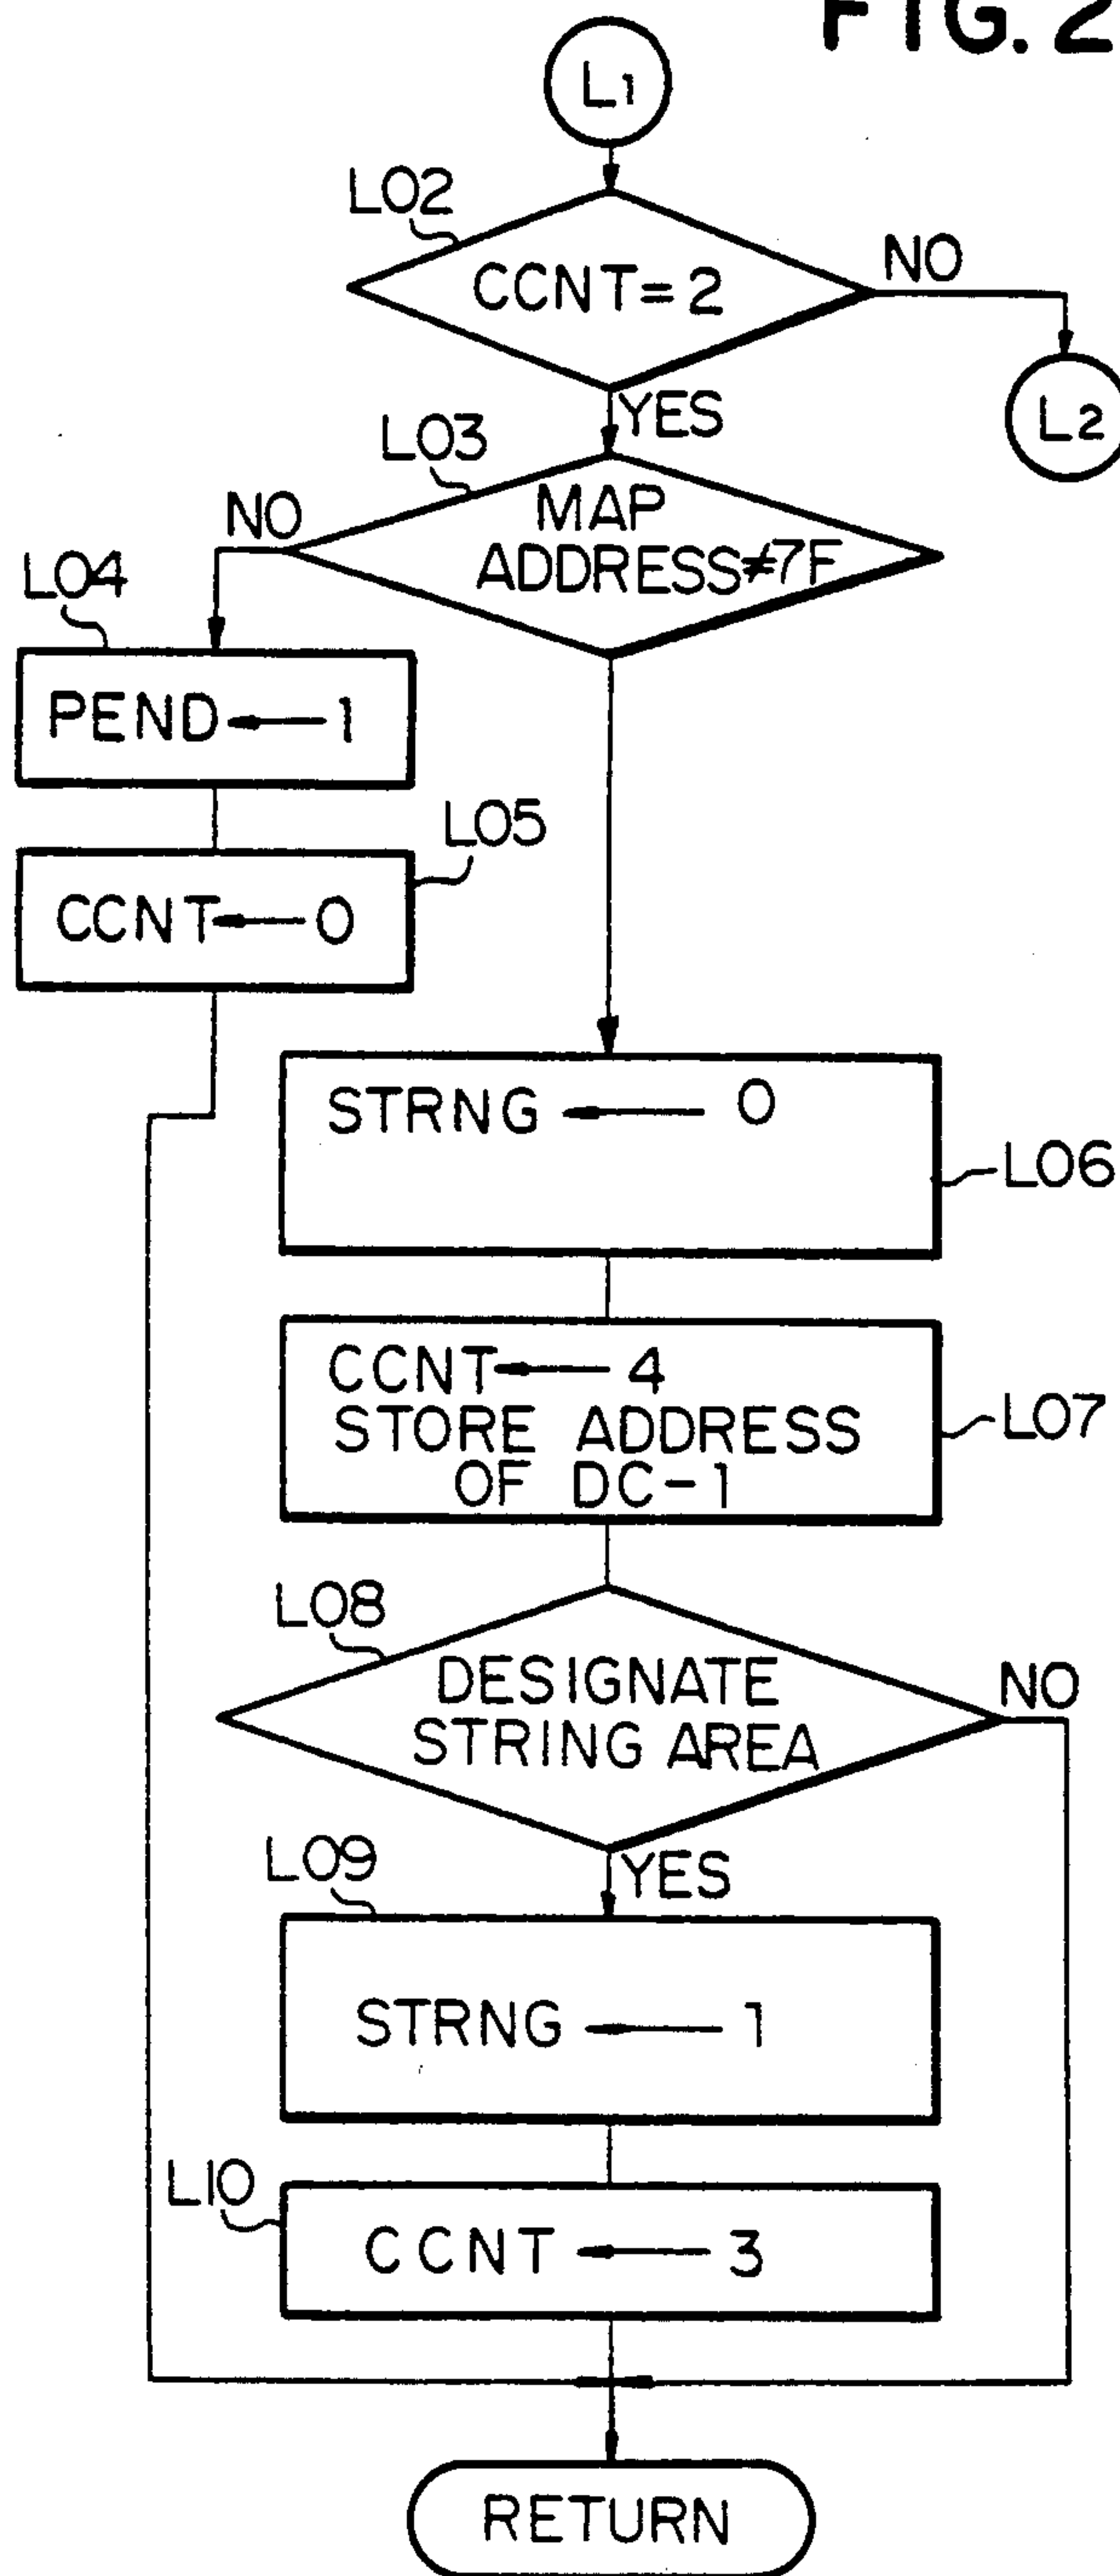 FIG. 2
L1
L02
CCNT=2
NO
L2
YES
L03
MAP
ADDRESS≠7F
NO
L04
PEND ← 1
L05
CCNT ← 0
STRNG ← 0
L06
CCNT ← 4
STORE ADDRESS
OF DC-1
L07
L08
DESIGNATE
STRING AREA
NO
YES
L09
STRNG ← 1
L10
CCNT ← 3
RETURN